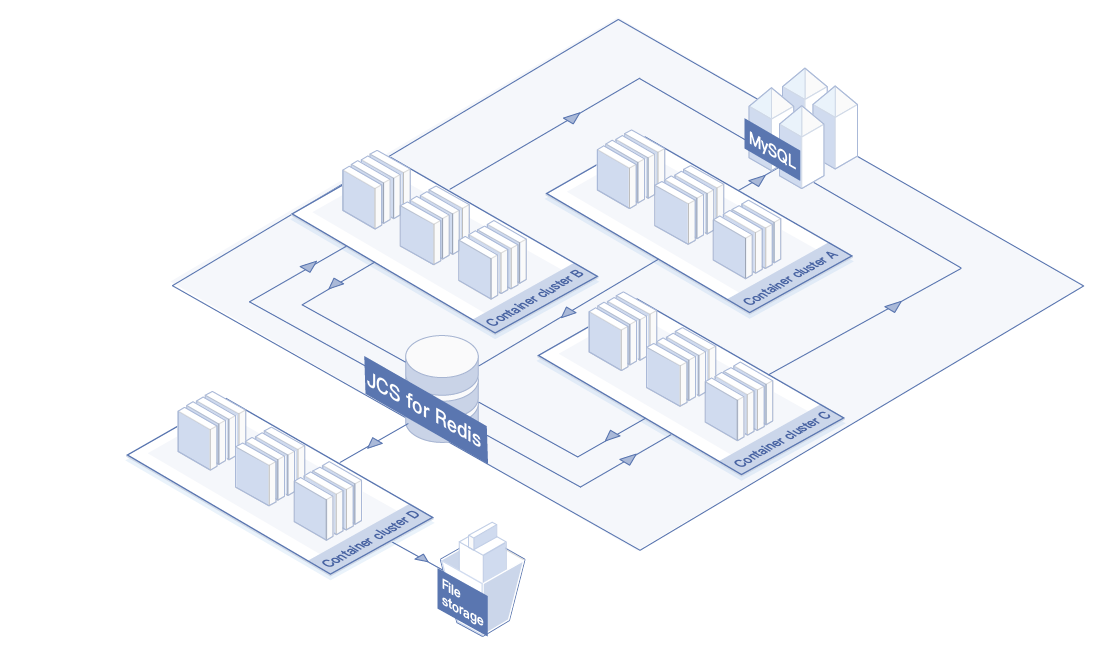 MySQL
Container cluster B
Container cluster A
JCS for Redis
Container cluster C
Container cluster D
File
storage